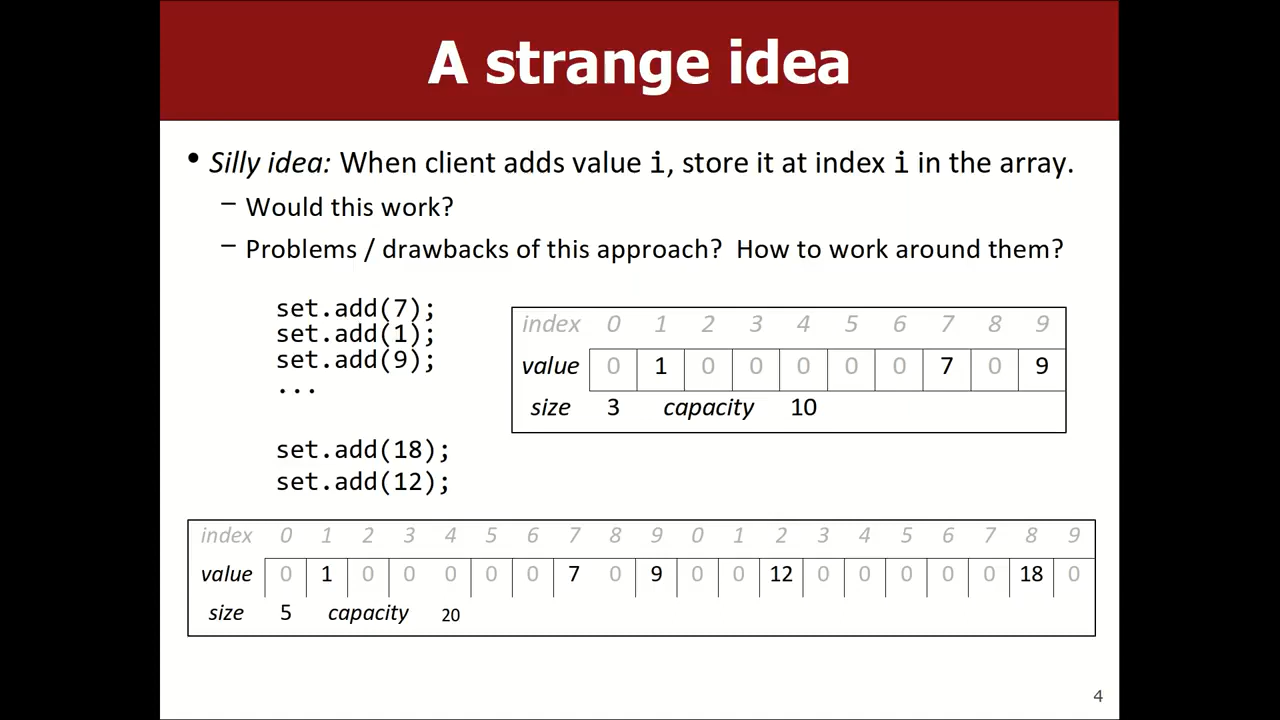 A strange idea
• Silly idea: When client adds value i, store it at index i in the array.
– Would this work?
– Problems / drawbacks of this approach? How to work around them?
set.add(7);
set.add(1);
set.add(9);
...
set.add(18);
set.add(12);
index 0 1 2 3 4 5 6 7 8 9
value 0 1 0 0 0 0 0 7 0 9
size 3 capacity 10
index 0 1 2 3 4 5 6 7 8 9 0 1 2 3 4 5 6 7 8 9
value 0 1 0 0 0 0 0 7 0 9 0 0 12 0 0 0 0 0 18 0
size 5 capacity 20
4